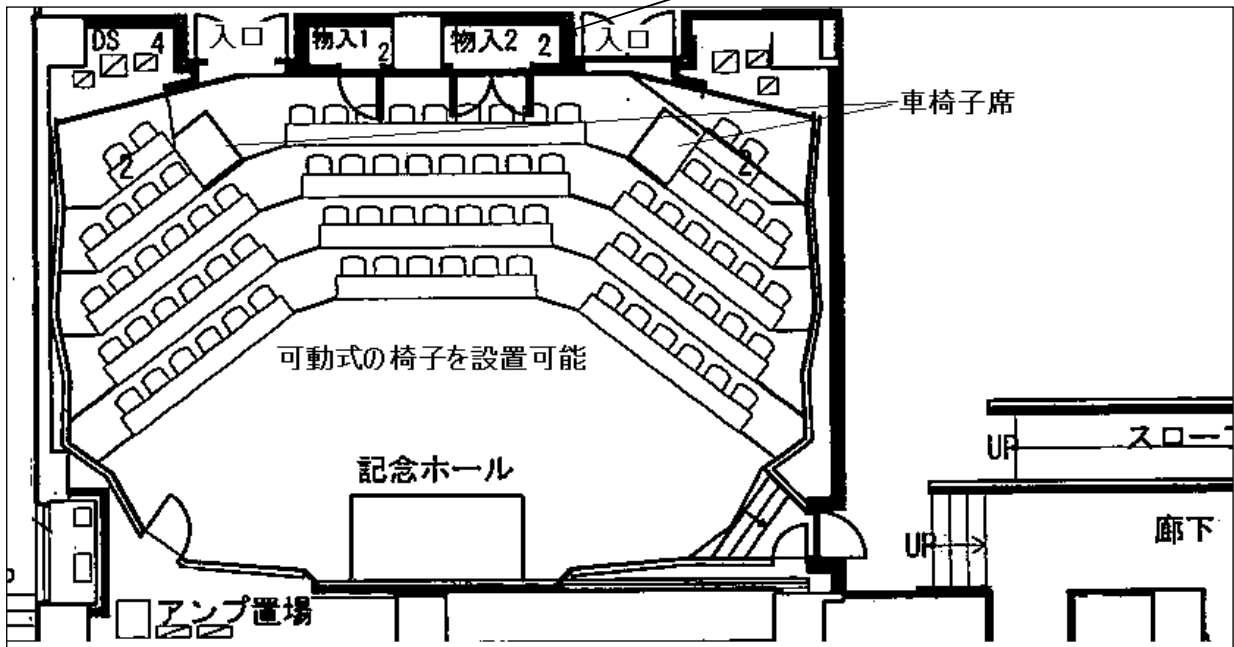 DS 4
入口
物入1
2
物入2 2
入口
車椅子席
2
2
可動式の椅子を設置可能
記念ホール
UP
スロー
UP
廊下
アンプ置場